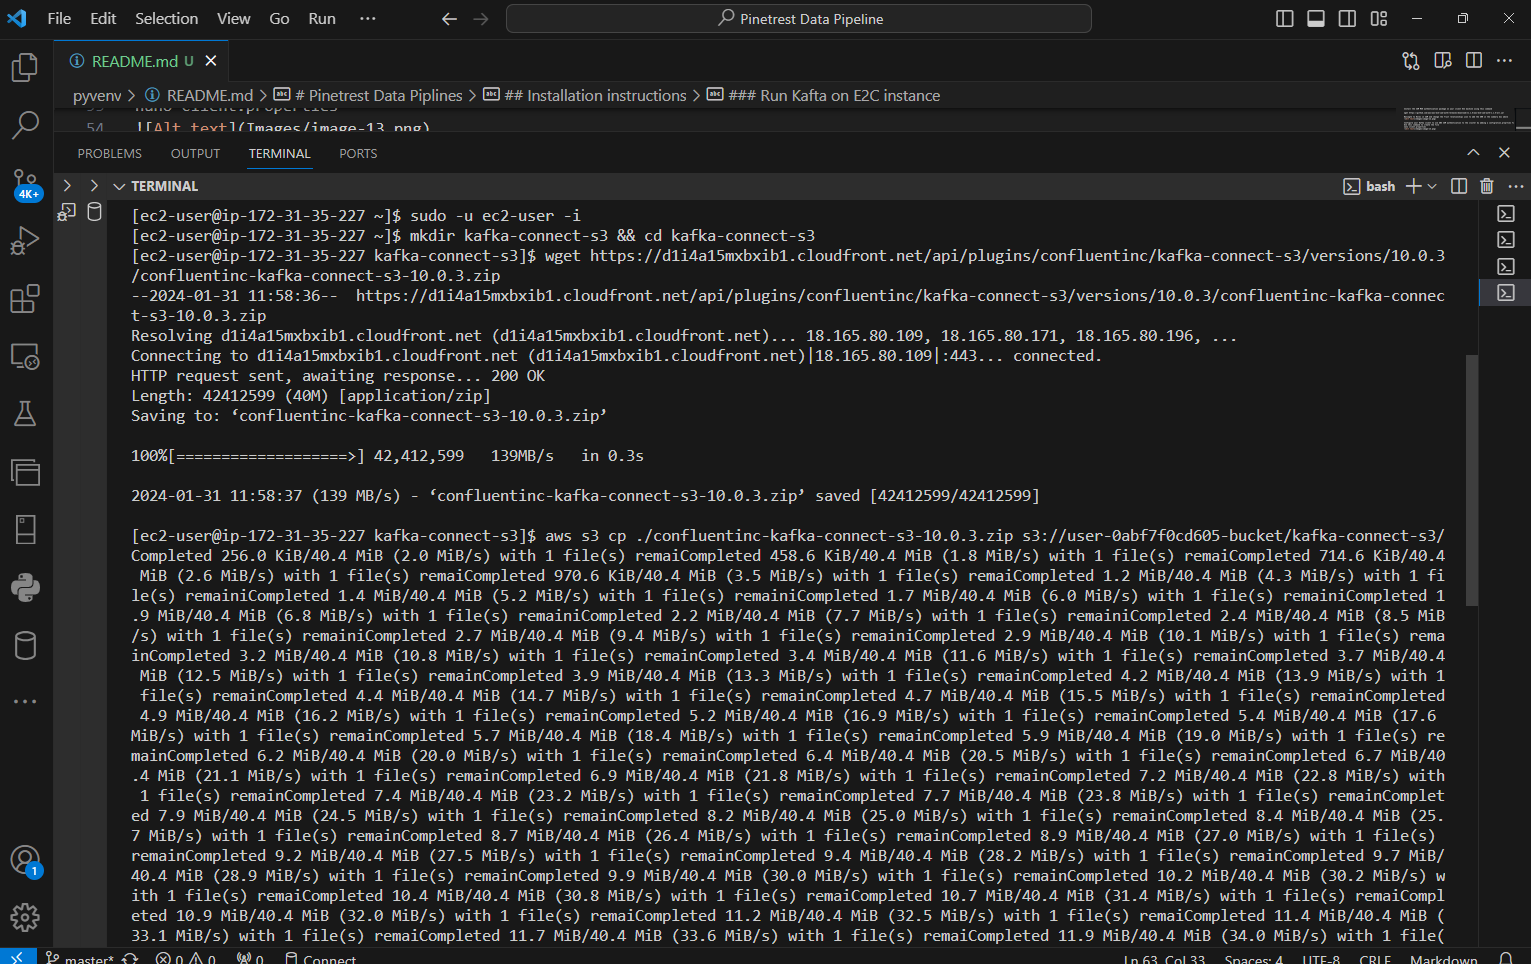 File Edit Selection View Go Run ···
Pinetrest Data Pipeline
README.md U
pyvenv > README.md > # Pinetrest Data Piplines > ## Installation instructions > ### Run Kafta on E2C instance
54 ![Alt text](Images/image-13.png)
PROBLEMS OUTPUT TERMINAL PORTS
TERMINAL
bash
4K+
[ec2-user@ip-172-31-35-227 ~]$ sudo -u ec2-user -i
[ec2-user@ip-172-31-35-227 ~]$ mkdir kafka-connect-s3 && cd kafka-connect-s3
[ec2-user@ip-172-31-35-227 kafka-connect-s3]$ wget https://d1i4a15mxbxib1.cloudfront.net/api/plugins/confluentinc/kafka-connect-s3/versions/10.0.3
/confluentinc-kafka-connect-s3-10.0.3.zip
--2024-01-31 11:58:36--  https://d1i4a15mxbxib1.cloudfront.net/api/plugins/confluentinc/kafka-connect-s3/versions/10.0.3/confluentinc-kafka-connec
t-s3-10.0.3.zip
Resolving d1i4a15mxbxib1.cloudfront.net (d1i4a15mxbxib1.cloudfront.net)... 18.165.80.109, 18.165.80.171, 18.165.80.196, ...
Connecting to d1i4a15mxbxib1.cloudfront.net (d1i4a15mxbxib1.cloudfront.net)|18.165.80.109|:443... connected.
HTTP request sent, awaiting response... 200 OK
Length: 42412599 (40M) [application/zip]
Saving to: ‘confluentinc-kafka-connect-s3-10.0.3.zip’
100%[===================>] 42,412,599   139MB/s   in 0.3s
2024-01-31 11:58:37 (139 MB/s) - ‘confluentinc-kafka-connect-s3-10.0.3.zip’ saved [42412599/42412599]
[ec2-user@ip-172-31-35-227 kafka-connect-s3]$ aws s3 cp ./confluentinc-kafka-connect-s3-10.0.3.zip s3://user-0abf7f0cd605-bucket/kafka-connect-s3/
Completed 256.0 KiB/40.4 MiB (2.0 MiB/s) with 1 file(s) remaiCompleted 458.6 KiB/40.4 MiB (1.8 MiB/s) with 1 file(s) remaiCompleted 714.6 KiB/40.4
 MiB (2.6 MiB/s) with 1 file(s) remaiCompleted 970.6 KiB/40.4 MiB (3.5 MiB/s) with 1 file(s) remaiCompleted 1.2 MiB/40.4 MiB (4.3 MiB/s) with 1 fi
le(s) remainiCompleted 1.4 MiB/40.4 MiB (5.2 MiB/s) with 1 file(s) remainiCompleted 1.7 MiB/40.4 MiB (6.0 MiB/s) with 1 file(s) remainiCompleted 1
.9 MiB/40.4 MiB (6.8 MiB/s) with 1 file(s) remainiCompleted 2.2 MiB/40.4 MiB (7.7 MiB/s) with 1 file(s) remainiCompleted 2.4 MiB/40.4 MiB (8.5 MiB
/s) with 1 file(s) remainiCompleted 2.7 MiB/40.4 MiB (9.4 MiB/s) with 1 file(s) remainiCompleted 2.9 MiB/40.4 MiB (10.1 MiB/s) with 1 file(s) rema
inCompleted 3.2 MiB/40.4 MiB (10.8 MiB/s) with 1 file(s) remainCompleted 3.4 MiB/40.4 MiB (11.6 MiB/s) with 1 file(s) remainCompleted 3.7 MiB/40.4
 MiB (12.5 MiB/s) with 1 file(s) remainCompleted 3.9 MiB/40.4 MiB (13.3 MiB/s) with 1 file(s) remainCompleted 4.2 MiB/40.4 MiB (13.9 MiB/s) with 1
 file(s) remainCompleted 4.4 MiB/40.4 MiB (14.7 MiB/s) with 1 file(s) remainCompleted 4.7 MiB/40.4 MiB (15.5 MiB/s) with 1 file(s) remainCompleted
 4.9 MiB/40.4 MiB (16.2 MiB/s) with 1 file(s) remainCompleted 5.2 MiB/40.4 MiB (16.9 MiB/s) with 1 file(s) remainCompleted 5.4 MiB/40.4 MiB (17.6
MiB/s) with 1 file(s) remainCompleted 5.7 MiB/40.4 MiB (18.4 MiB/s) with 1 file(s) remainCompleted 5.9 MiB/40.4 MiB (19.0 MiB/s) with 1 file(s) re
mainCompleted 6.2 MiB/40.4 MiB (20.0 MiB/s) with 1 file(s) remainCompleted 6.4 MiB/40.4 MiB (20.5 MiB/s) with 1 file(s) remainCompleted 6.7 MiB/40
.4 MiB (21.1 MiB/s) with 1 file(s) remainCompleted 6.9 MiB/40.4 MiB (21.8 MiB/s) with 1 file(s) remainCompleted 7.2 MiB/40.4 MiB (22.8 MiB/s) with
 1 file(s) remainCompleted 7.4 MiB/40.4 MiB (23.2 MiB/s) with 1 file(s) remainCompleted 7.7 MiB/40.4 MiB (23.8 MiB/s) with 1 file(s) remainComplet
ed 7.9 MiB/40.4 MiB (24.5 MiB/s) with 1 file(s) remainCompleted 8.2 MiB/40.4 MiB (25.0 MiB/s) with 1 file(s) remainCompleted 8.4 MiB/40.4 MiB (25.
7 MiB/s) with 1 file(s) remainCompleted 8.7 MiB/40.4 MiB (26.4 MiB/s) with 1 file(s) remainCompleted 8.9 MiB/40.4 MiB (27.0 MiB/s) with 1 file(s)
remainCompleted 9.2 MiB/40.4 MiB (27.5 MiB/s) with 1 file(s) remainCompleted 9.4 MiB/40.4 MiB (28.2 MiB/s) with 1 file(s) remainCompleted 9.7 MiB/
40.4 MiB (28.9 MiB/s) with 1 file(s) remainCompleted 9.9 MiB/40.4 MiB (30.0 MiB/s) with 1 file(s) remainCompleted 10.2 MiB/40.4 MiB (30.2 MiB/s) w
ith 1 file(s) remaiCompleted 10.4 MiB/40.4 MiB (30.8 MiB/s) with 1 file(s) remaiCompleted 10.7 MiB/40.4 MiB (31.4 MiB/s) with 1 file(s) remaiCompl
eted 10.9 MiB/40.4 MiB (32.0 MiB/s) with 1 file(s) remaiCompleted 11.2 MiB/40.4 MiB (32.5 MiB/s) with 1 file(s) remaiCompleted 11.4 MiB/40.4 MiB (
33.1 MiB/s) with 1 file(s) remaiCompleted 11.7 MiB/40.4 MiB (33.6 MiB/s) with 1 file(s) remaiCompleted 11.9 MiB/40.4 MiB (34.0 MiB/s) with 1 file(
1
master* 0 0 0 Connect Ln 63, Col 33 Spaces: 4 UTF-8 CRLF Markdown